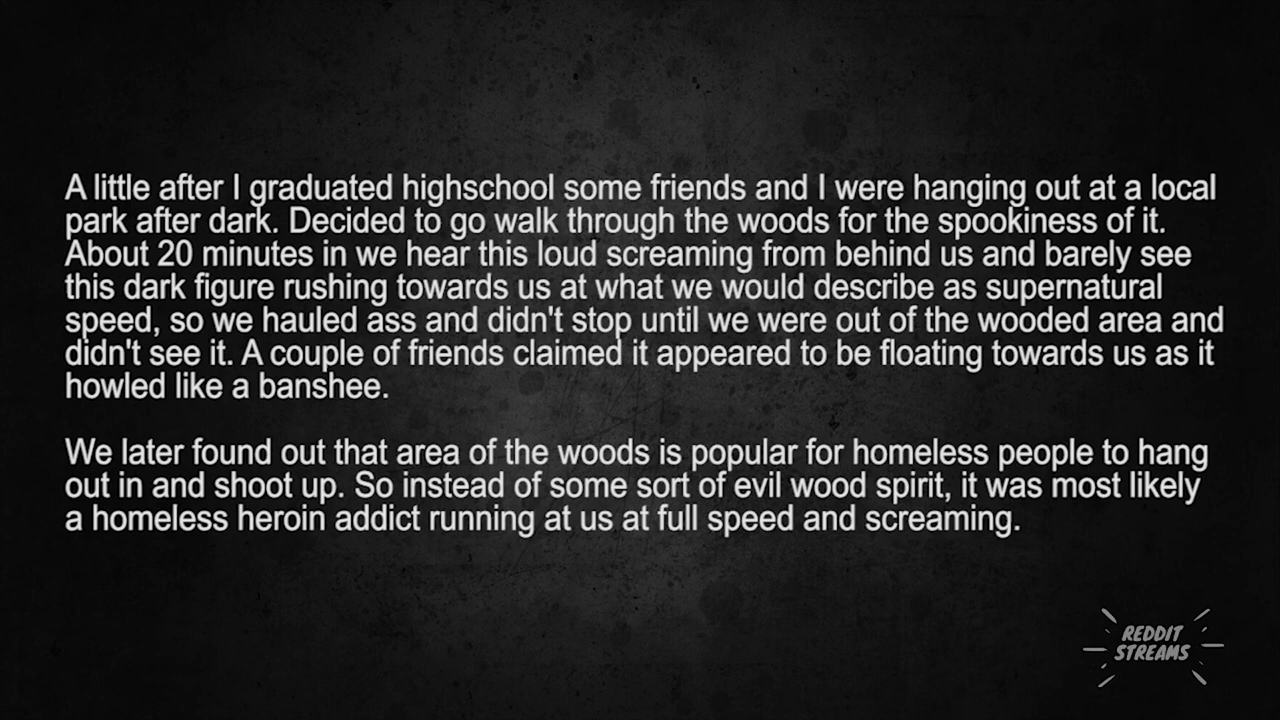 A little after I graduated highschool some friends and I were hanging out at a local
park after dark. Decided to go walk through the woods for the spookiness of it.
About 20 minutes in we hear this loud screaming from behind us and barely see
this dark figure rushing towards us at what we would describe as supernatural
speed, so we hauled ass and didn't stop until we were out of the wooded area and
didn't see it. A couple of friends claimed it appeared to be floating towards us as it
howled like a banshee.
We later found out that area of the woods is popular for homeless people to hang
out in and shoot up. So instead of some sort of evil wood spirit, it was most likely
a homeless heroin addict running at us at full speed and screaming.
REDDIT
STREAMS